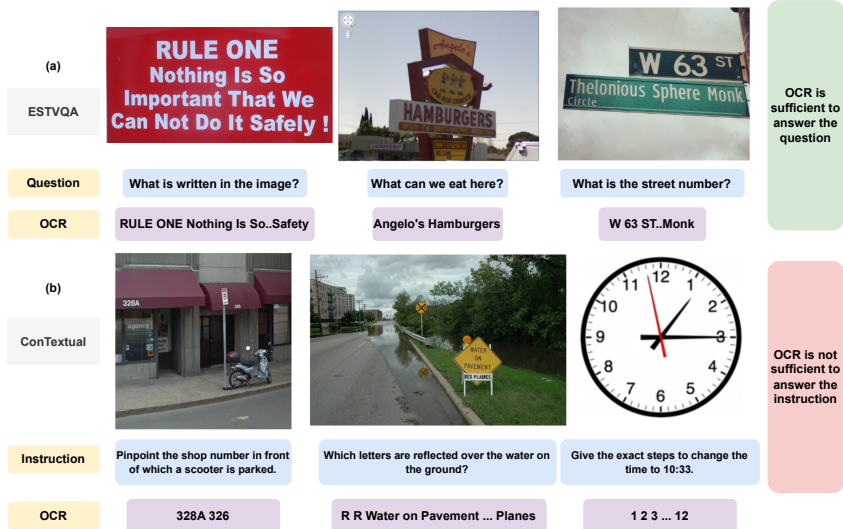 (a)
ESTVQA
RULE ONE
Nothing Is So
Important That We
Can Not Do It Safely !
Angelo's
HAMBURGERS
W 63 ST
Thelonious Sphere Monk
Circle
OCR is
sufficient to
answer the
question
Question
What is written in the image?
What can we eat here?
What is the street number?
OCR
RULE ONE Nothing Is So..Safety
Angelo's Hamburgers
W 63 ST..Monk
(b)
ConTextual
328A
agency
WATER
ON
PAVEMENT
DES PLAINES
12
1
2
3
4
5
6
7
8
9
10
11
OCR is not
sufficient to
answer the
instruction
Instruction
Pinpoint the shop number in front
of which a scooter is parked.
Which letters are reflected over the water on
the ground?
Give the exact steps to change the
time to 10:33.
OCR
328A 326
R R Water on Pavement ... Planes
1 2 3 ... 12